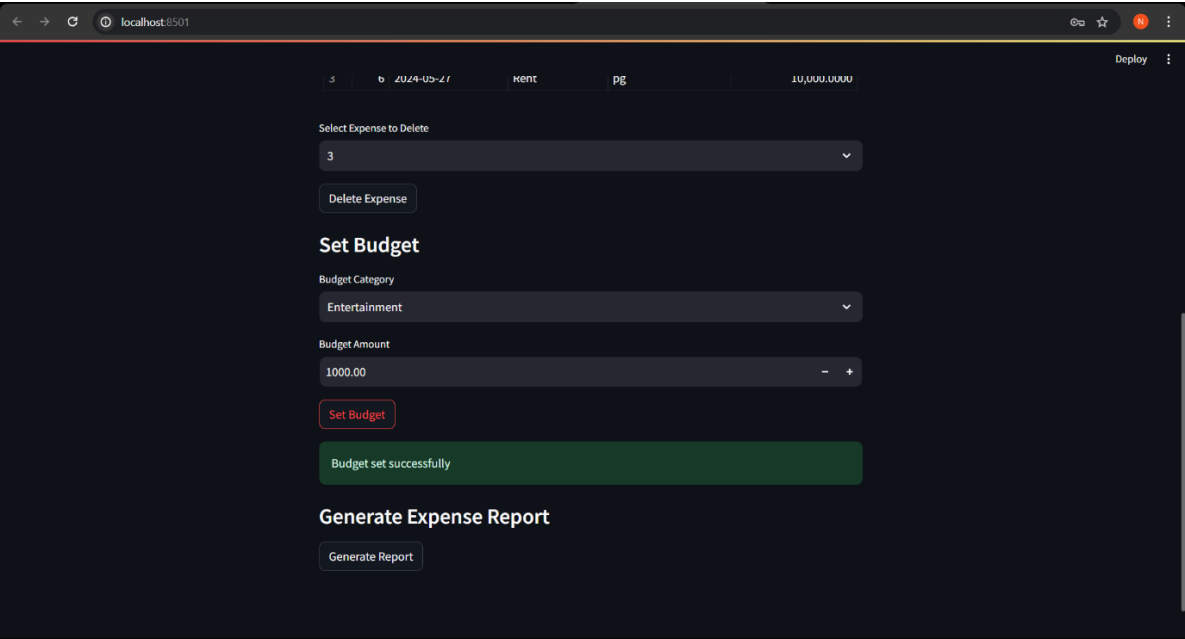 localhost:8501
N
Deploy
3 6 2024-05-27 Rent pg 10,000.0000
Select Expense to Delete
3
Delete Expense
Set Budget
Budget Category
Entertainment
Budget Amount
1000.00 − +
Set Budget
Budget set successfully
Generate Expense Report
Generate Report